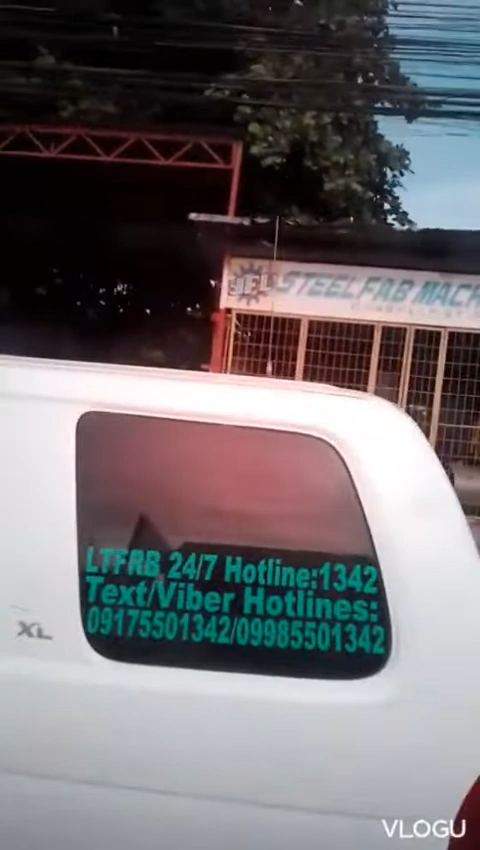 STEELFAB MACH
LTFRB 24/7 Hotline:1342
Text/Viber Hotlines:
09175501342/09985501342
XL
VLOGU